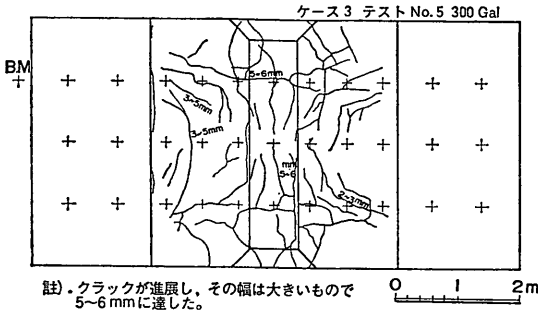 ケース3 テスト No.5 300 Gal
B.M
5~6mm
3~5mm
3~5mm
mm
5~6
2~3mm
0 1 2m
註).クラックが進展し,その幅は大きいもので
5~6mmに達した。